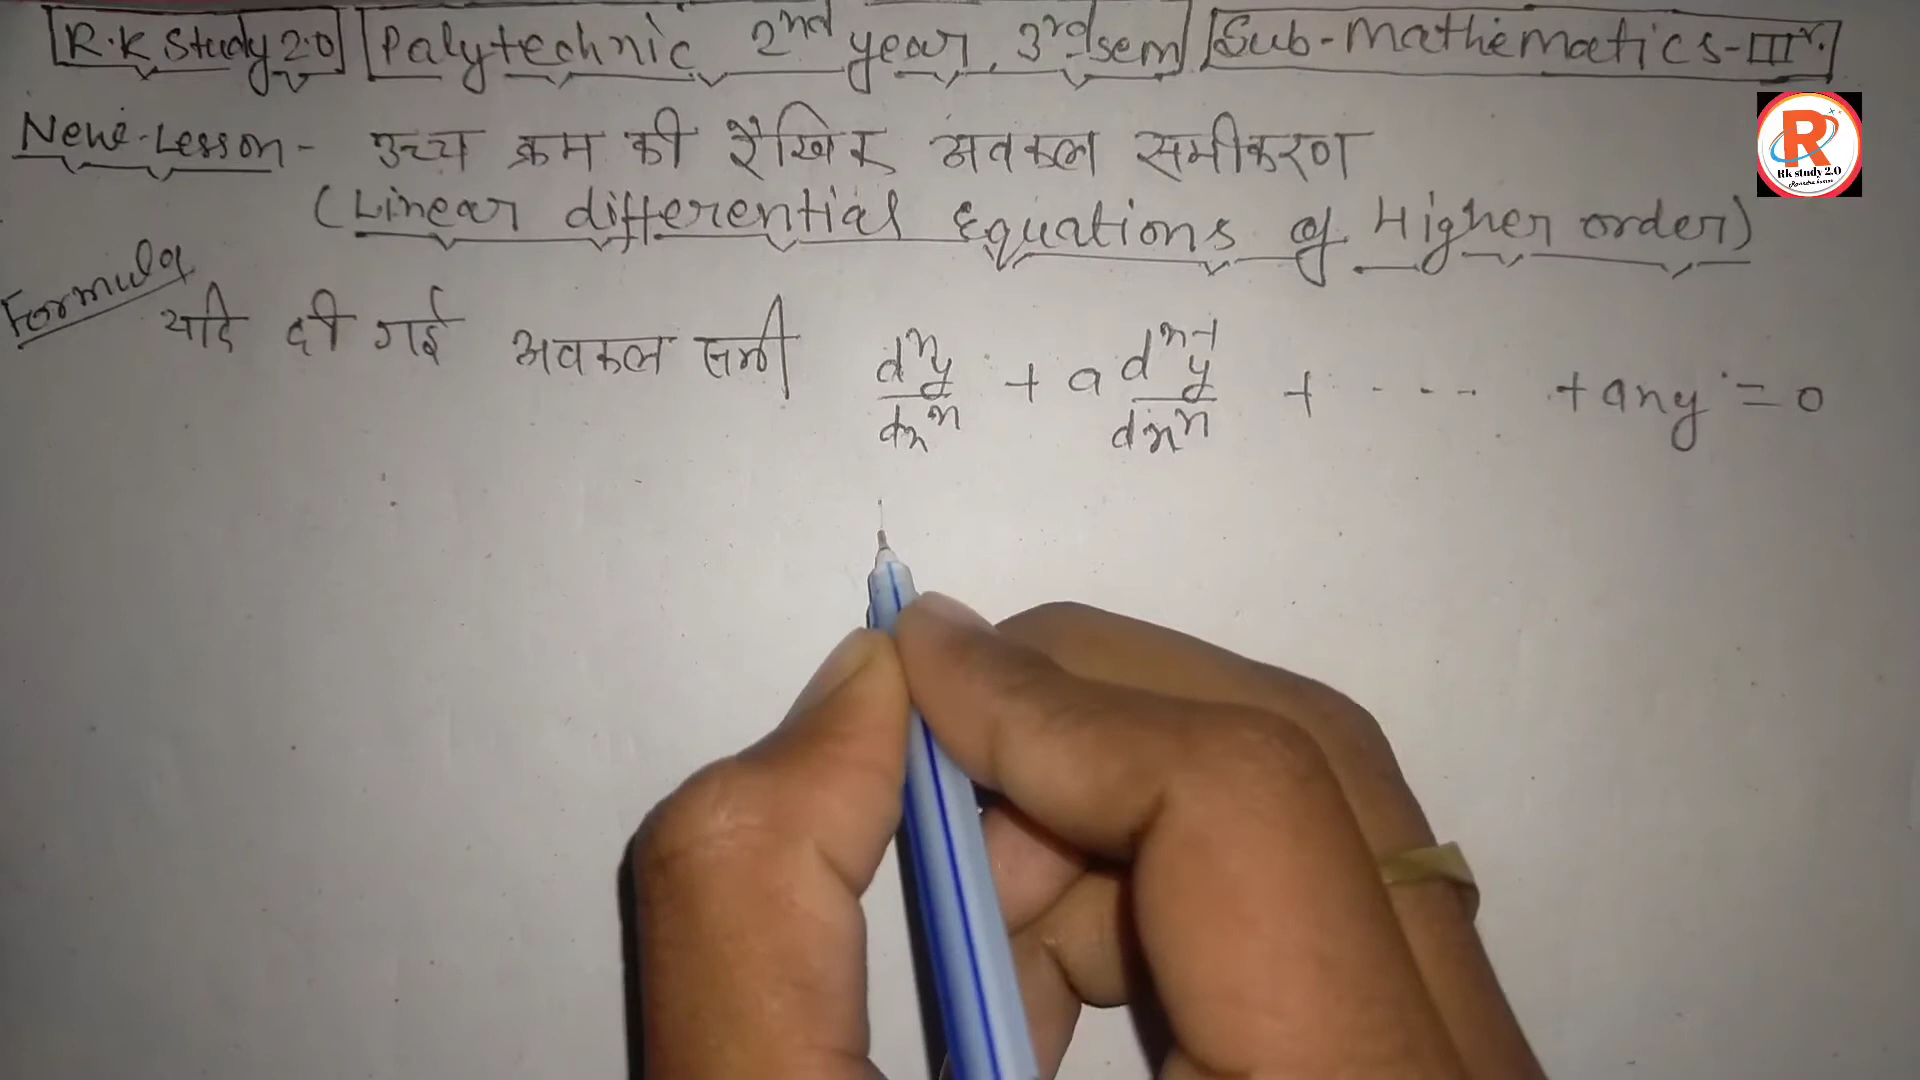 R.K Study 2.0 Palytechnic 2nd year, 3rd sem Sub-Mathematics-III
R
Rk study 2.0
New-Lesson- उच्च क्रम की रैखिक अवकल समीकरण
(Linear differential Equations of Higher order)
Formula
यदि दी गई अवकल समी d^n y/dx^n + a d^(n-1) y/dx^n + - - - - + any = 0